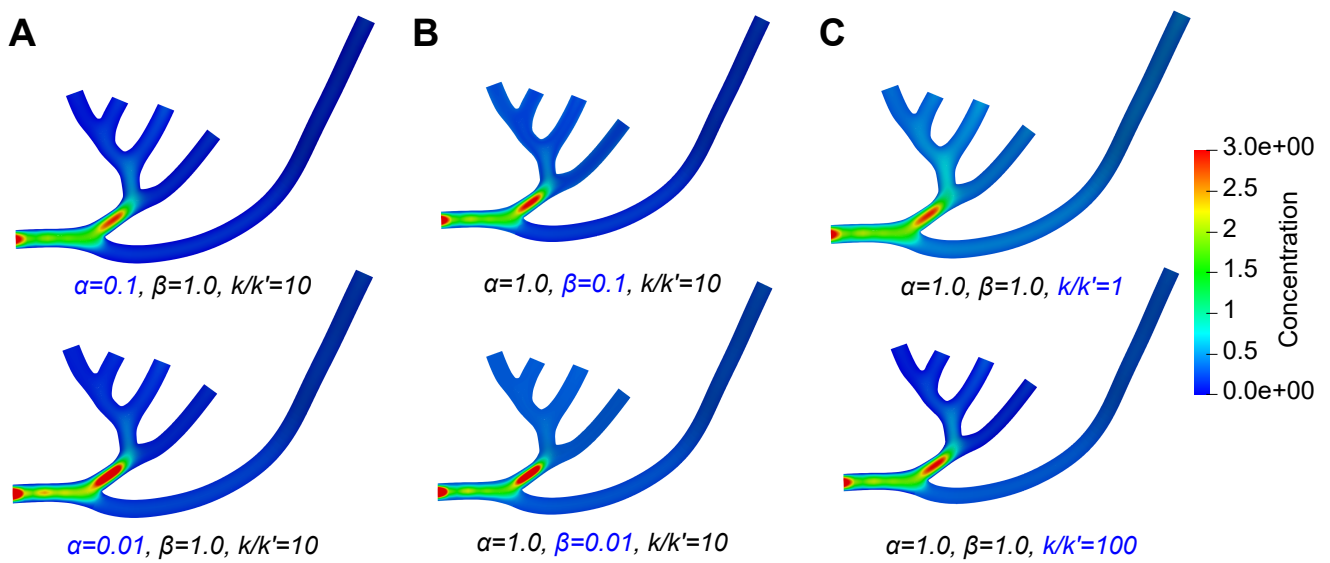 A
B
C
α=0.1, β=1.0, k/k'=10
α=1.0, β=0.1, k/k'=10
α=1.0, β=1.0, k/k'=1
α=0.01, β=1.0, k/k'=10
α=1.0, β=0.01, k/k'=10
α=1.0, β=1.0, k/k'=100
3.0e+00
2.5
2
1.5
1
0.5
0.0e+00
Concentration